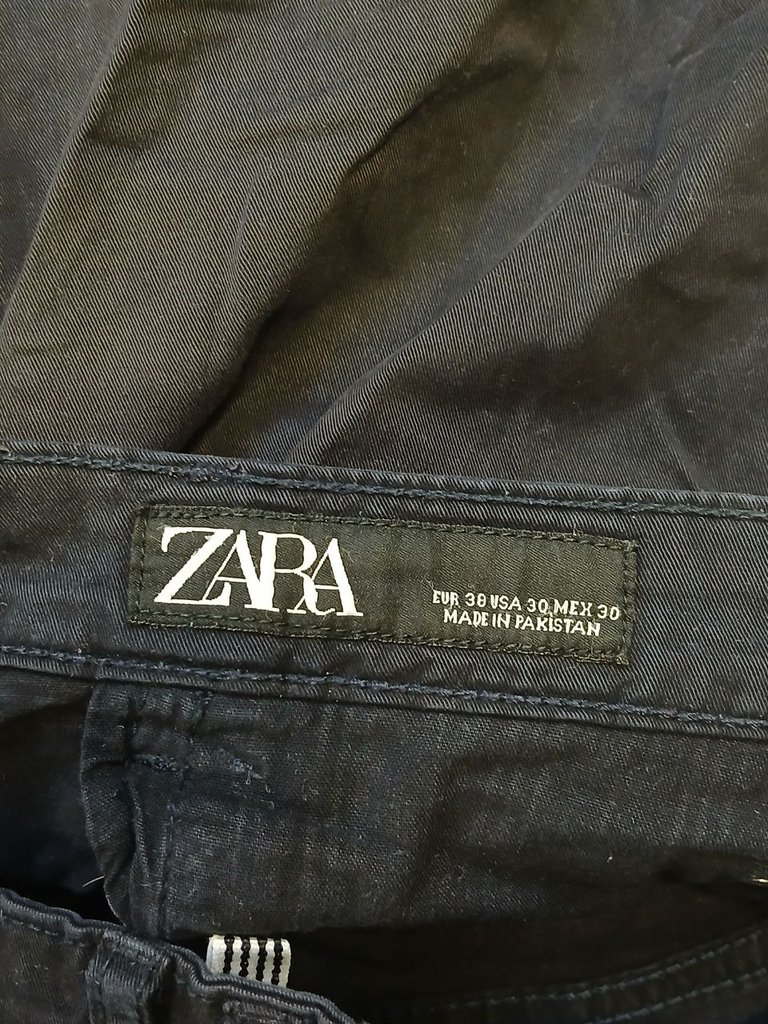 ZARA
EUR 38 USA 30 MEX 30
MADE IN PAKISTAN